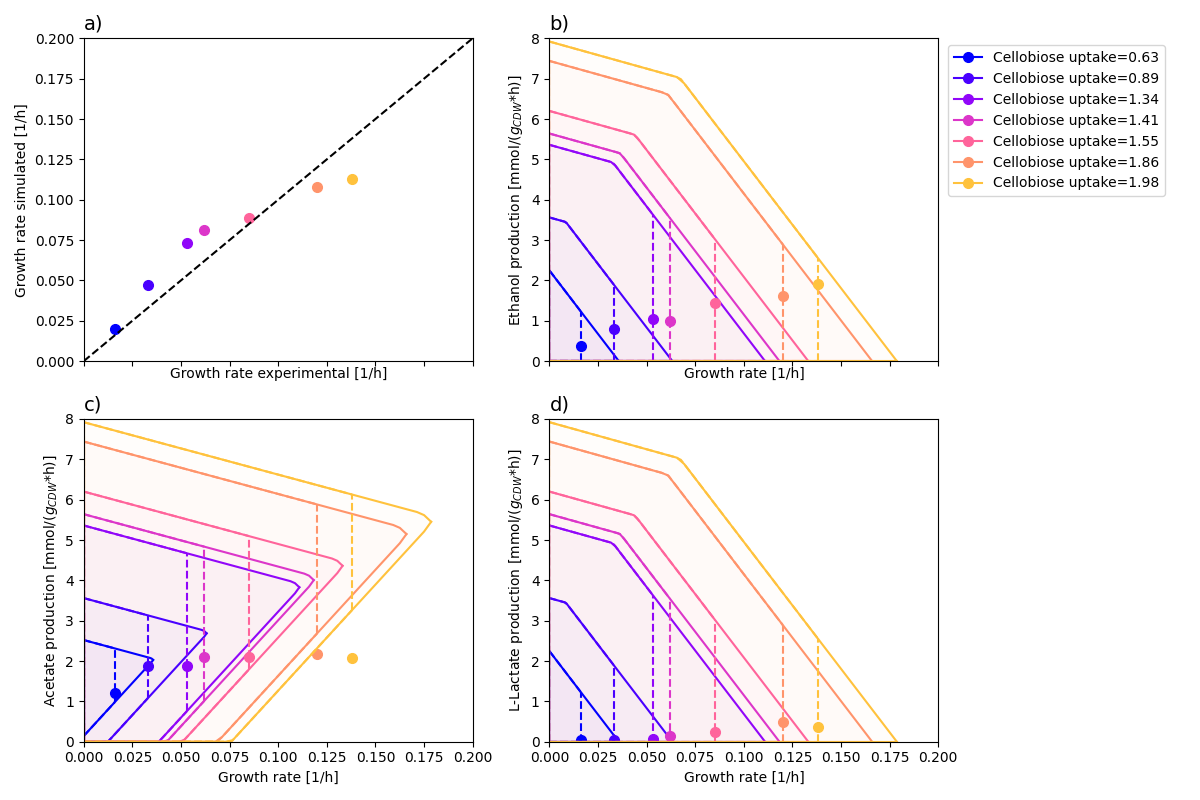 a)
0.200
0.175
0.150
0.125
0.100
0.075
0.050
0.025
0.000
Growth rate simulated [1/h]
Growth rate experimental [1/h]
b)
8
7
6
5
4
3
2
1
0
Ethanol production [mmol/(g_CDW*h)]
Growth rate [1/h]
Cellobiose uptake=0.63
Cellobiose uptake=0.89
Cellobiose uptake=1.34
Cellobiose uptake=1.41
Cellobiose uptake=1.55
Cellobiose uptake=1.86
Cellobiose uptake=1.98
c)
8
7
6
5
4
3
2
1
0
Acetate production [mmol/(g_CDW*h)]
0.000 0.025 0.050 0.075 0.100 0.125 0.150 0.175 0.200
Growth rate [1/h]
d)
8
7
6
5
4
3
2
1
0
L-Lactate production [mmol/(g_CDW*h)]
0.000 0.025 0.050 0.075 0.100 0.125 0.150 0.175 0.200
Growth rate [1/h]